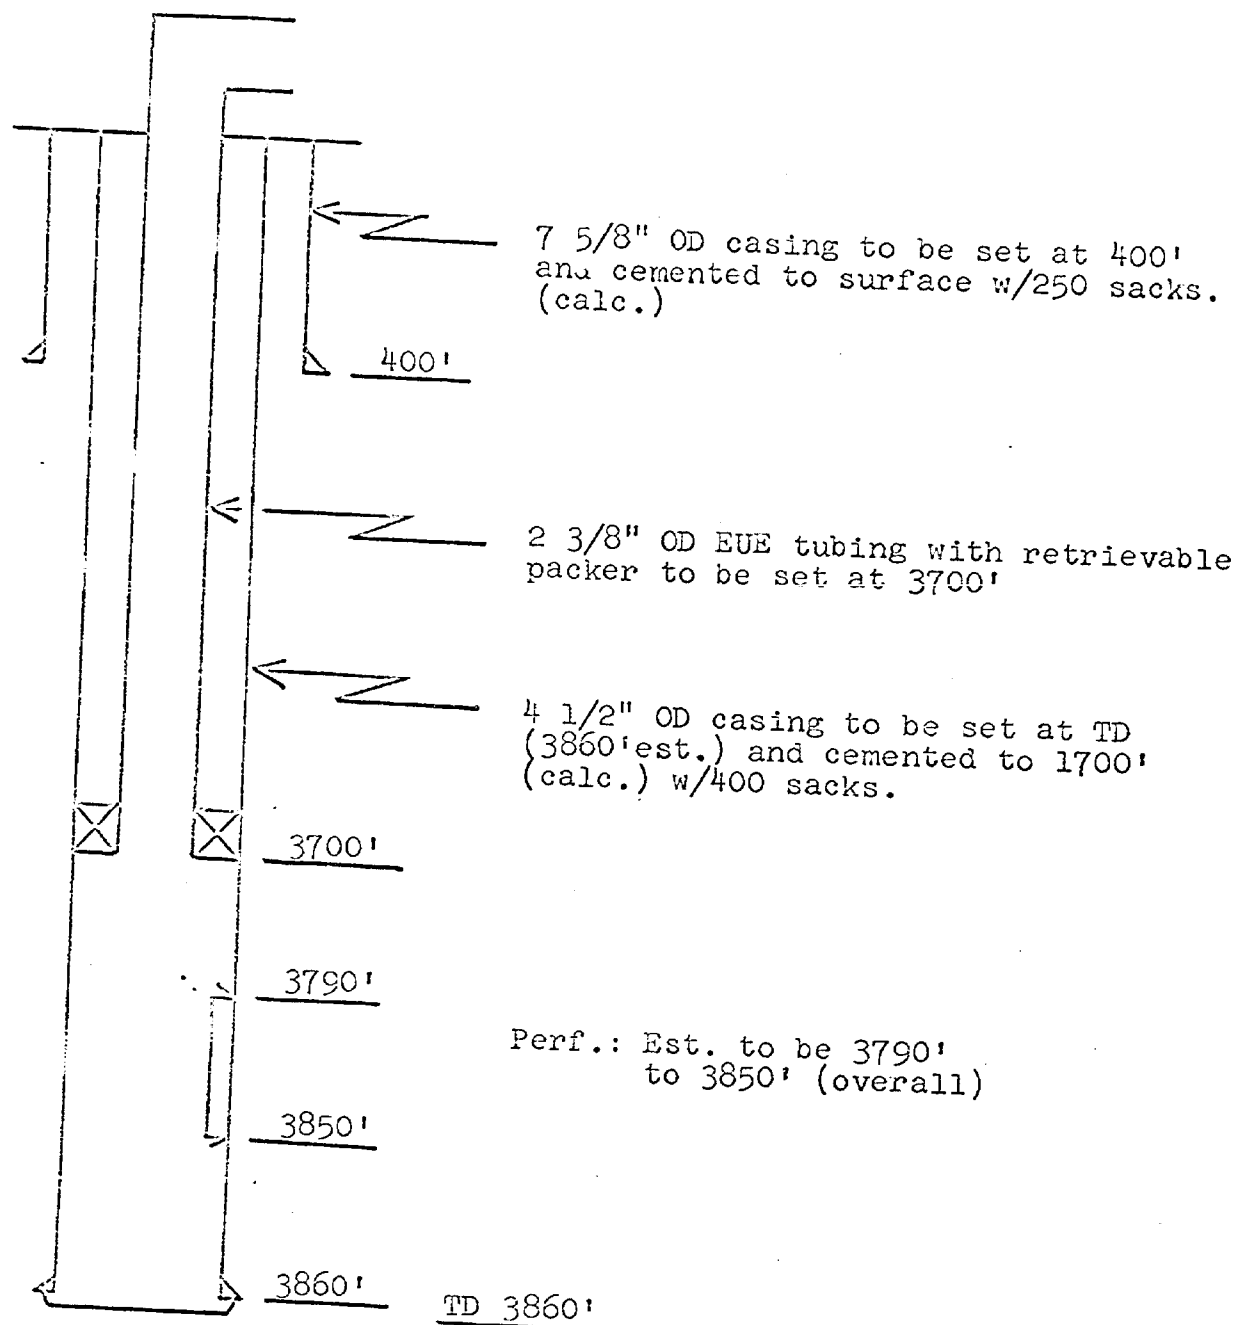 7 5/8" OD casing to be set at 400'
and cemented to surface w/250 sacks.
(calc.)
400'
2 3/8" OD EUE tubing with retrievable
packer to be set at 3700'
4 1/2" OD casing to be set at TD
(3860'est.) and cemented to 1700'
(calc.) w/400 sacks.
3700'
3790'
Perf.: Est. to be 3790'
to 3850' (overall)
3850'
3860'
TD 3860'